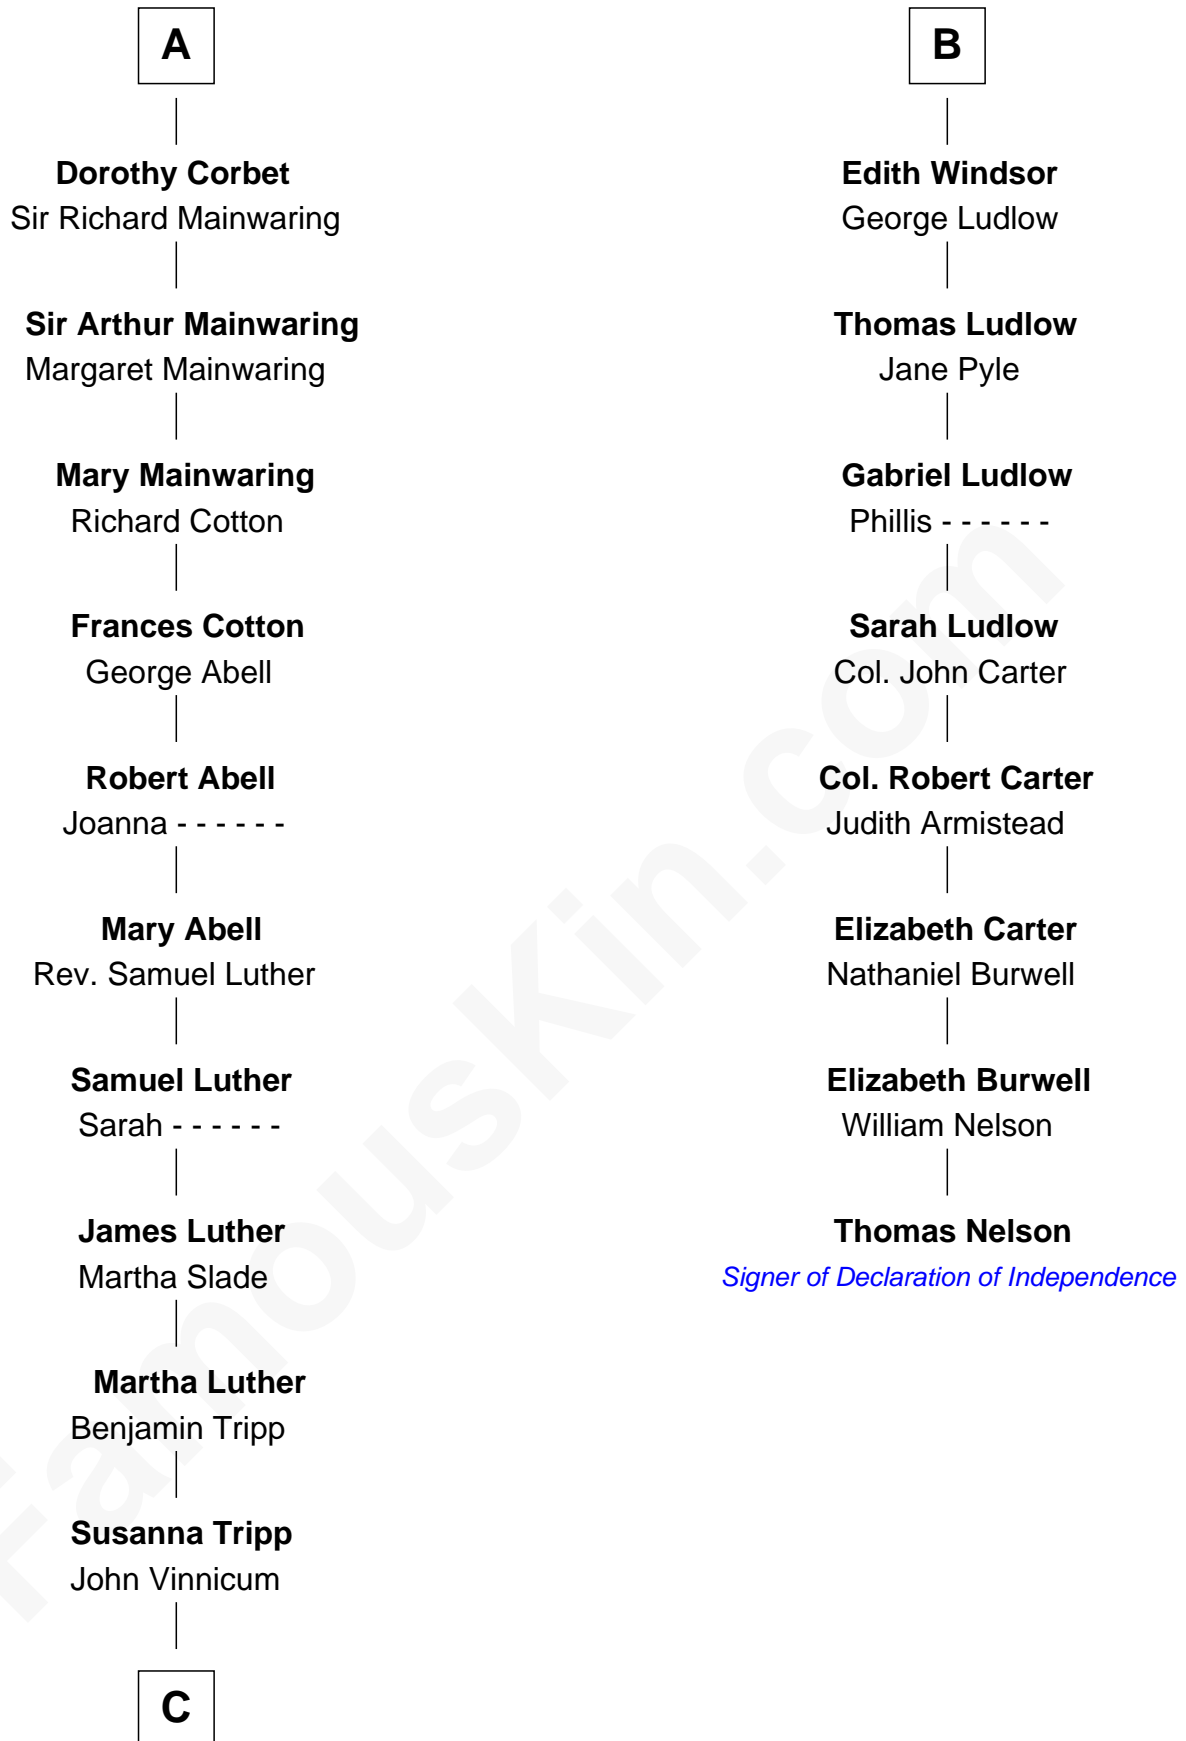 A
Dorothy Corbet
Sir Richard Mainwaring
Sir Arthur Mainwaring
Margaret Mainwaring
Mary Mainwaring
Richard Cotton
Frances Cotton
George Abell
Robert Abell
Joanna - - - - - -
Mary Abell
Rev. Samuel Luther
Samuel Luther
Sarah - - - - - -
James Luther
Martha Slade
Martha Luther
Benjamin Tripp
Susanna Tripp
John Vinnicum
C
B
Edith Windsor
George Ludlow
Thomas Ludlow
Jane Pyle
Gabriel Ludlow
Phillis - - - - - -
Sarah Ludlow
Col. John Carter
Col. Robert Carter
Judith Armistead
Elizabeth Carter
Nathaniel Burwell
Elizabeth Burwell
William Nelson
Thomas Nelson
Signer of Declaration of Independence
FamousKin.com